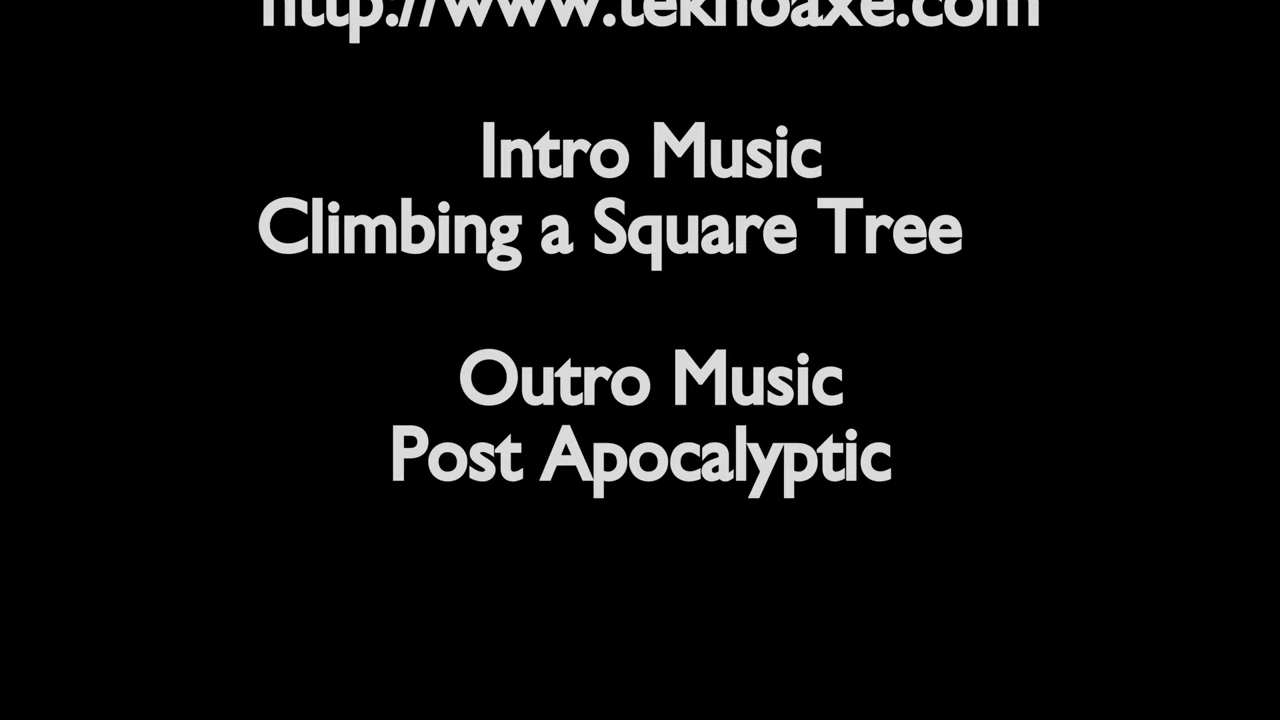 http://www.teknoaxe.com
Intro Music
Climbing a Square Tree
Outro Music
Post Apocalyptic